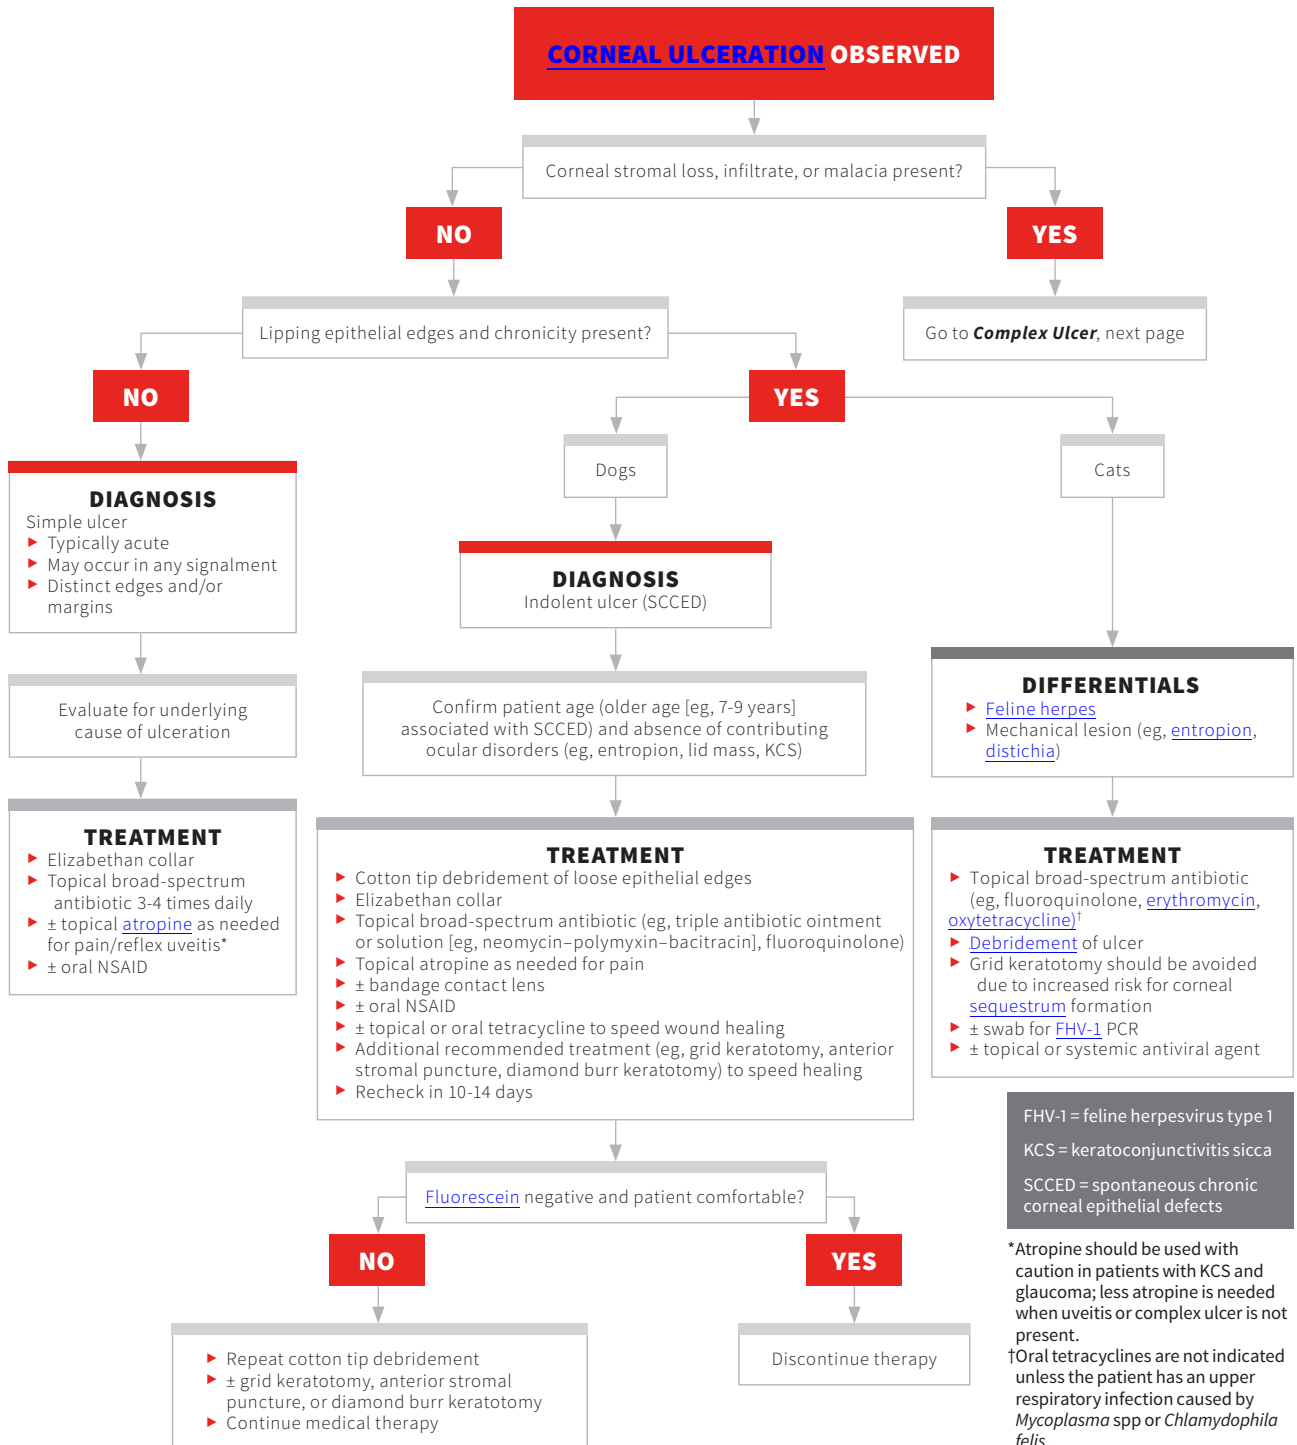 CORNEAL ULCERATION OBSERVED
Corneal stromal loss, infiltrate, or malacia present?
NO
YES
Lipping epithelial edges and chronicity present?
Go to Complex Ulcer, next page
NO
YES
Dogs
Cats
DIAGNOSIS
Simple ulcer
► Typically acute
► May occur in any signalment
► Distinct edges and/or
margins
DIAGNOSIS
Indolent ulcer (SCCED)
Evaluate for underlying
cause of ulceration
Confirm patient age (older age [eg, 7-9 years]
associated with SCCED) and absence of contributing
ocular disorders (eg, entropion, lid mass, KCS)
DIFFERENTIALS
► Feline herpes
► Mechanical lesion (eg, entropion,
distichia)
TREATMENT
► Elizabethan collar
► Topical broad-spectrum
antibiotic 3-4 times daily
► ± topical atropine as needed
for pain/reflex uveitis*
► ± oral NSAID
TREATMENT
► Cotton tip debridement of loose epithelial edges
► Elizabethan collar
► Topical broad-spectrum antibiotic (eg, triple antibiotic ointment
or solution [eg, neomycin–polymyxin–bacitracin], fluoroquinolone)
► Topical atropine as needed for pain
► ± bandage contact lens
► ± oral NSAID
► ± topical or oral tetracycline to speed wound healing
► Additional recommended treatment (eg, grid keratotomy, anterior
stromal puncture, diamond burr keratotomy) to speed healing
► Recheck in 10-14 days
TREATMENT
► Topical broad-spectrum antibiotic
(eg, fluoroquinolone, erythromycin,
oxytetracycline)†
► Debridement of ulcer
► Grid keratotomy should be avoided
due to increased risk for corneal
sequestrum formation
► ± swab for FHV-1 PCR
► ± topical or systemic antiviral agent
Fluorescein negative and patient comfortable?
NO
YES
► Repeat cotton tip debridement
► ± grid keratotomy, anterior stromal
puncture, or diamond burr keratotomy
► Continue medical therapy
Discontinue therapy
FHV-1 = feline herpesvirus type 1
KCS = keratoconjunctivitis sicca
SCCED = spontaneous chronic
corneal epithelial defects
*Atropine should be used with
caution in patients with KCS and
glaucoma; less atropine is needed
when uveitis or complex ulcer is not
present.
†Oral tetracyclines are not indicated
unless the patient has an upper
respiratory infection caused by
Mycoplasma spp or Chlamydophila
felis